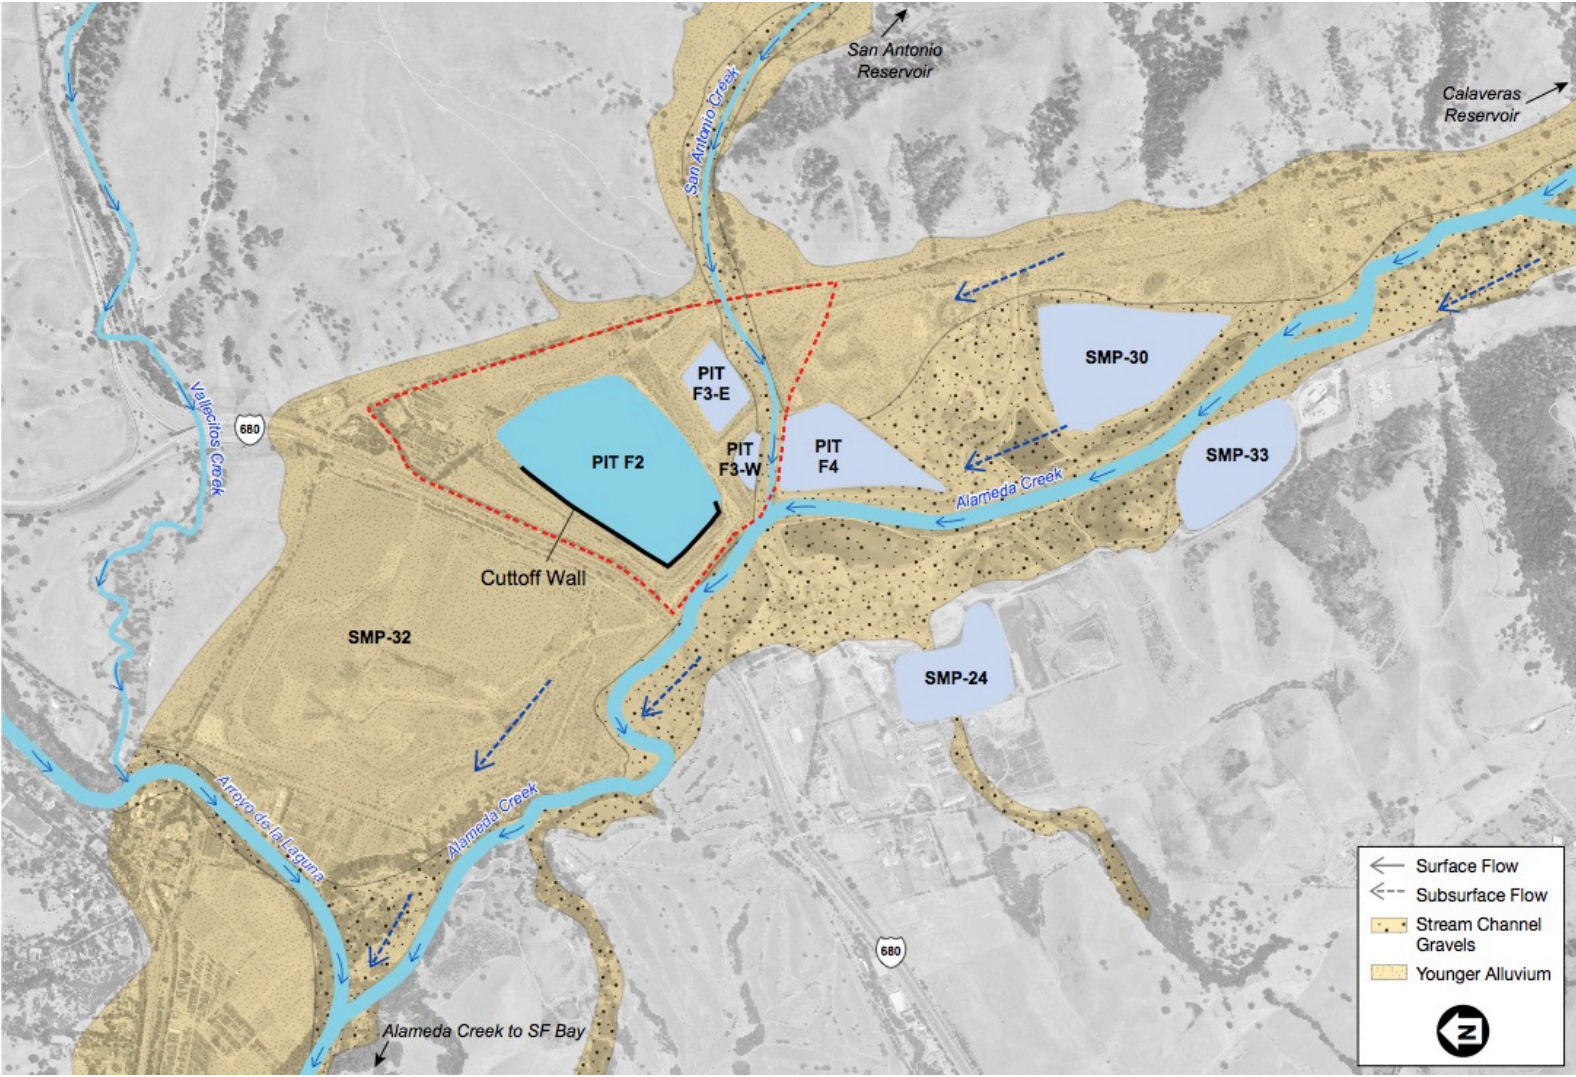 San Antonio
Reservoir
Calaveras
Reservoir
San Antonio Creek
Vallecitos Creek
680
PIT
F3-E
PIT
F3-W
PIT F2
PIT
F4
SMP-30
SMP-33
Alameda Creek
Cuttoff Wall
SMP-32
SMP-24
Arroyo de la Laguna
Alameda Creek
680
Alameda Creek to SF Bay
Surface Flow
Subsurface Flow
Stream Channel
Gravels
Younger Alluvium
N